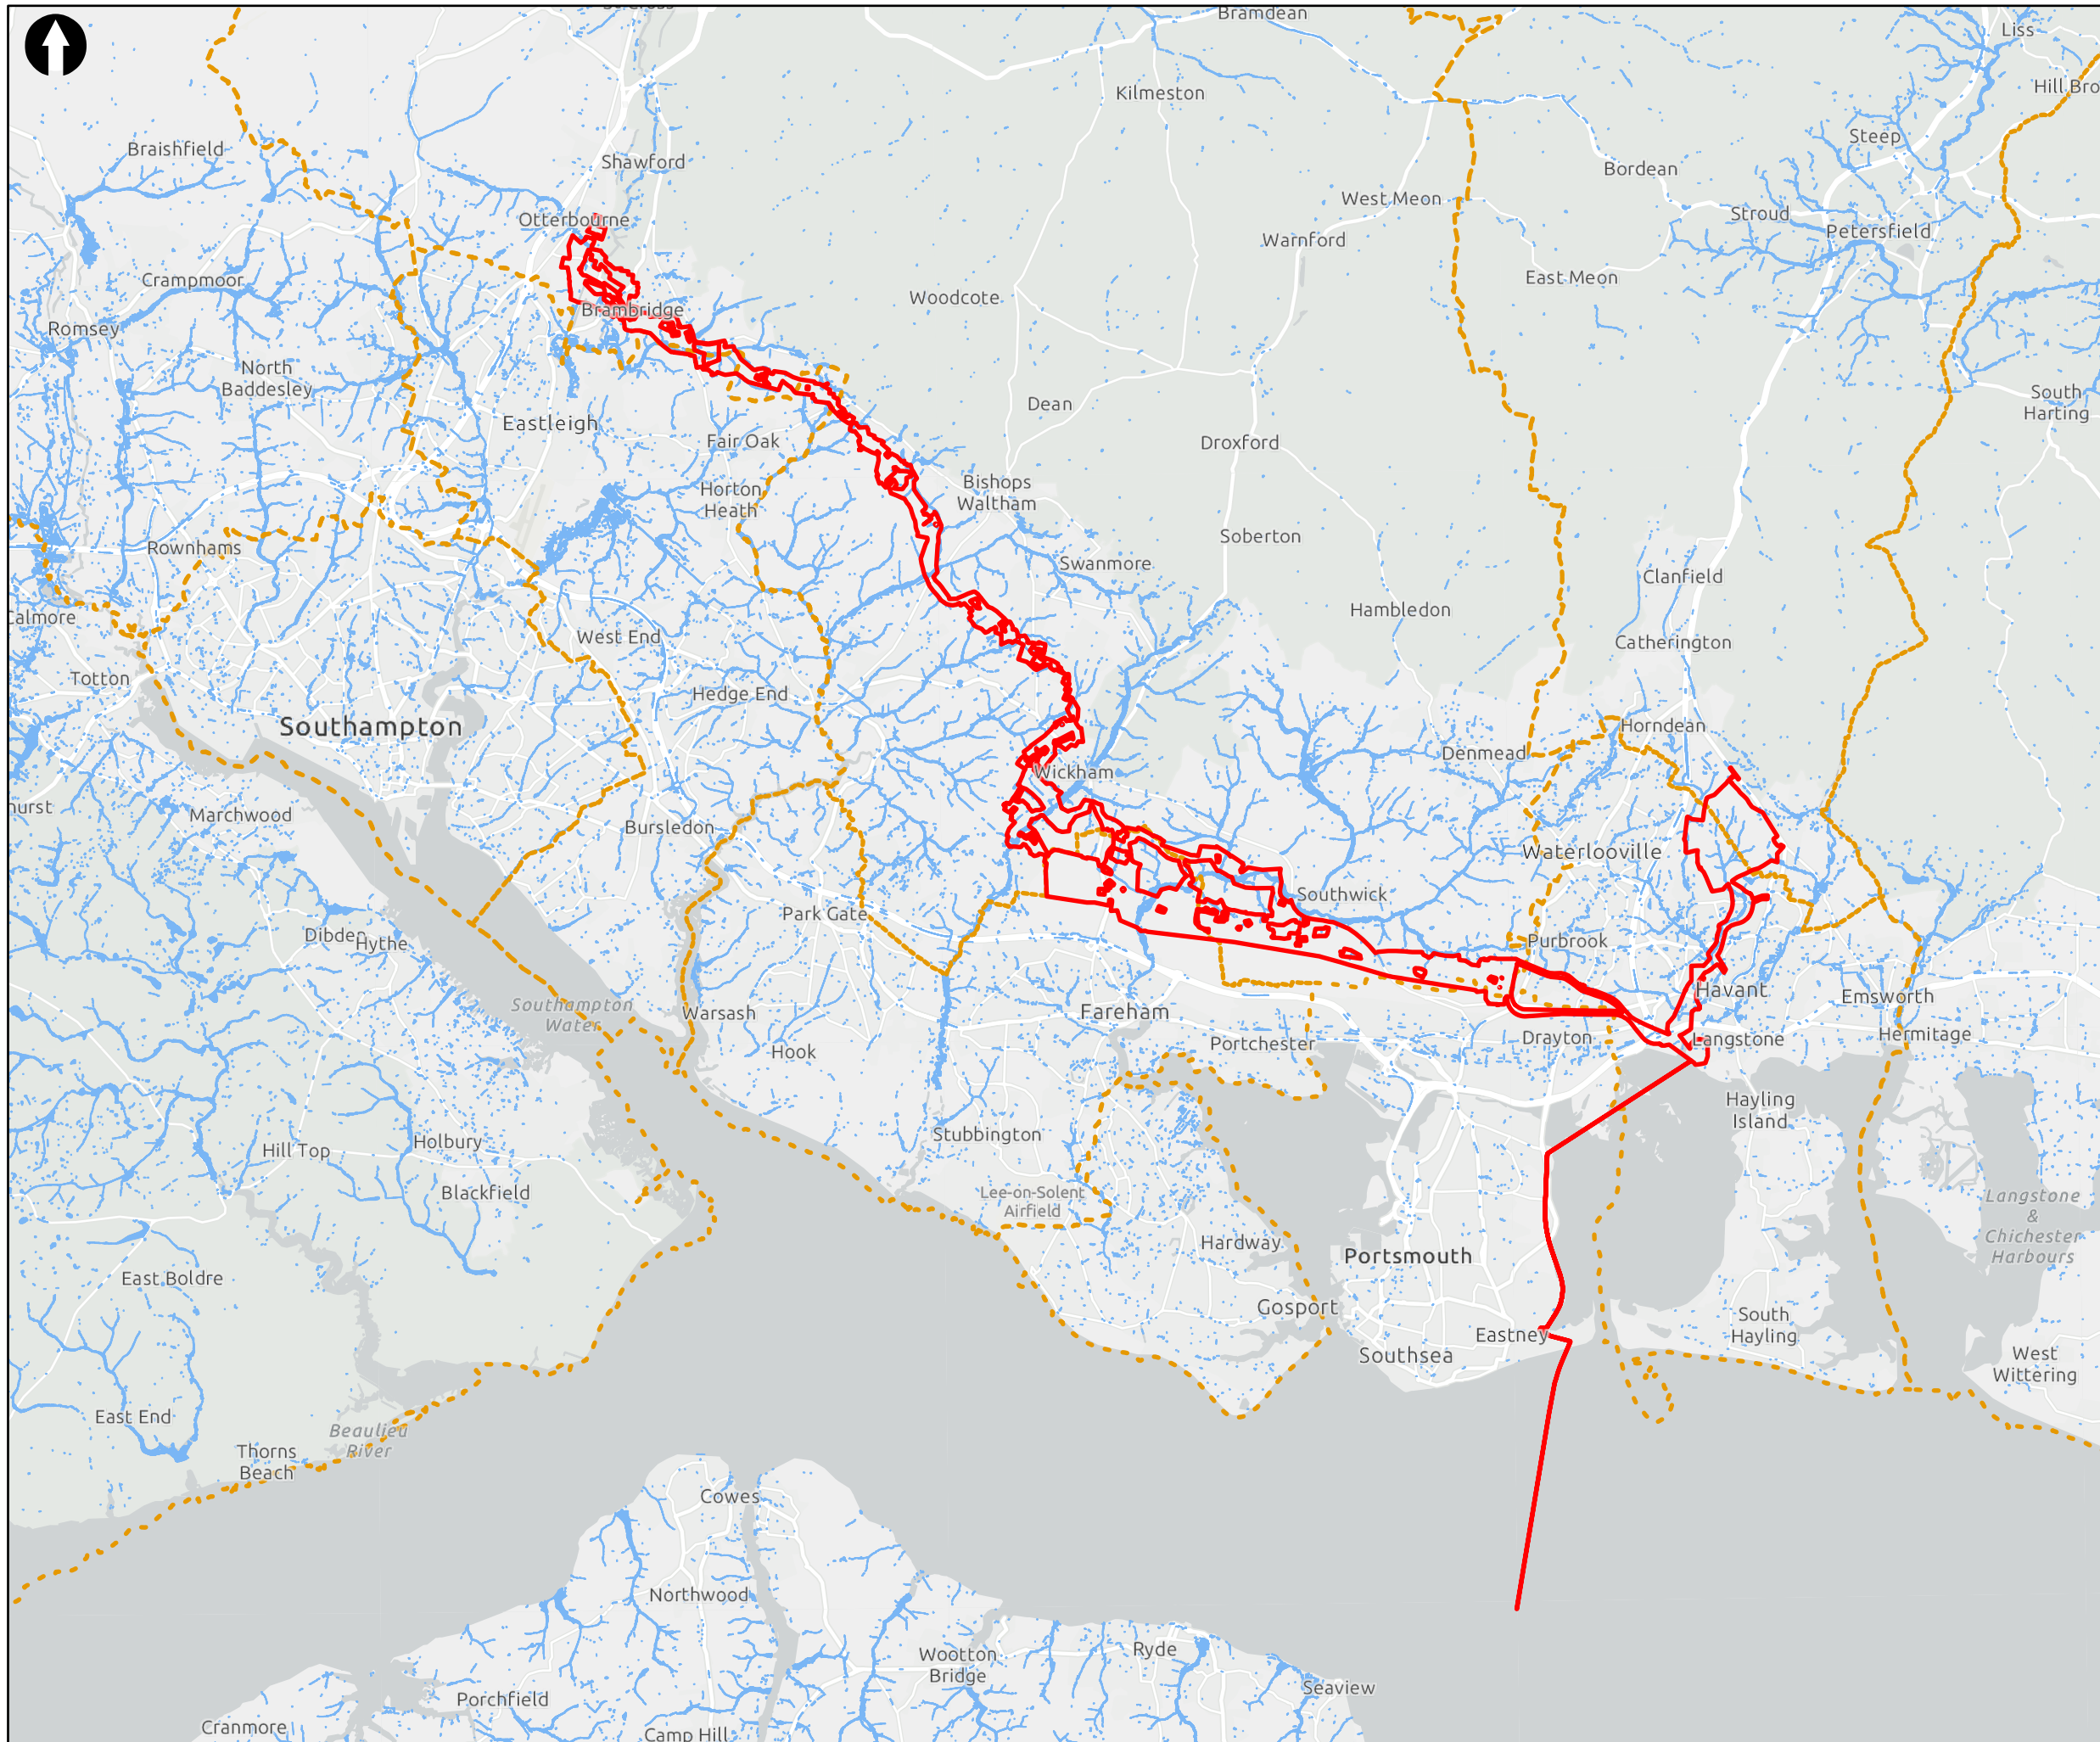 Bramdean
Liss
Kilmeston
Steep
Braishfield
Shawford
Bordean
West Meon
Stroud
Otterbourne
Petersfield
Warnford
East Meon
Crampmoor
Woodcote
Brambridge
Romsey
North
Baddesley
South
Harting
Dean
Eastleigh
Fair Oak
Droxford
Bishops
Waltham
Horton
Heath
Soberton
Rownhams
Swanmore
Clanfield
Hambledon
West End
Catherington
Totton
Hedge End
Southampton
Horndean
Denmead
Wickham
Marchwood
Bursledon
Waterlooville
Southwick
Park Gate
Dibden
Hythe
Purbrook
Havant
Emsworth
Southampton
Water
Warsash
Fareham
Hermitage
Hook
Portchester
Drayton
Langstone
Hayling
Island
Stubbington
Holbury
Hill Top
Blackfield
Lee-on-Solent
Airfield
Langstone
&
Chichester
Harbours
Hardway
Portsmouth
East Boldre
Gosport
Eastney
South
Hayling
Southsea
West
Wittering
East End
Beaulieu
River
Thorns
Beach
Cowes
Northwood
Ryde
Wootton
Bridge
Seaview
Porchfield
Cranmore
Camp Hill